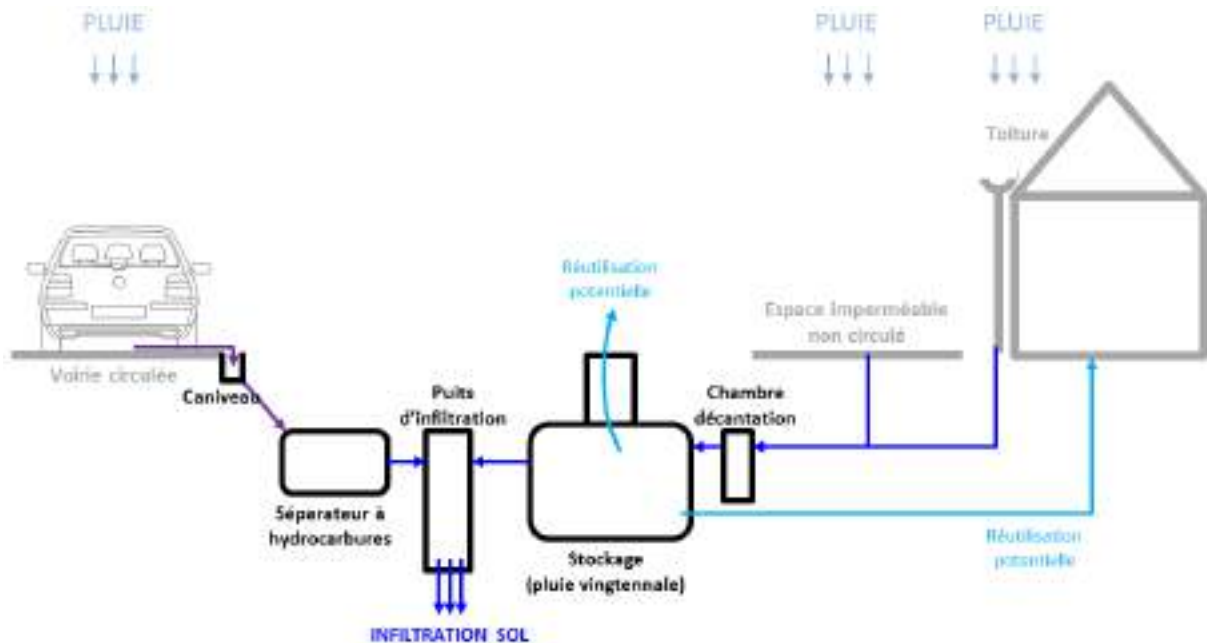 PLUIE
PLUIE
PLUIE
Toiture
Réutilisation
potentielle
Espace imperméable
non circulé
Voirie circulée
Caniveau
Puits
d'infiltration
Chambre
décantation
Séparateur à
hydrocarbures
Stockage
(pluie vingtennale)
Réutilisation
potentielle
INFILTRATION SOL